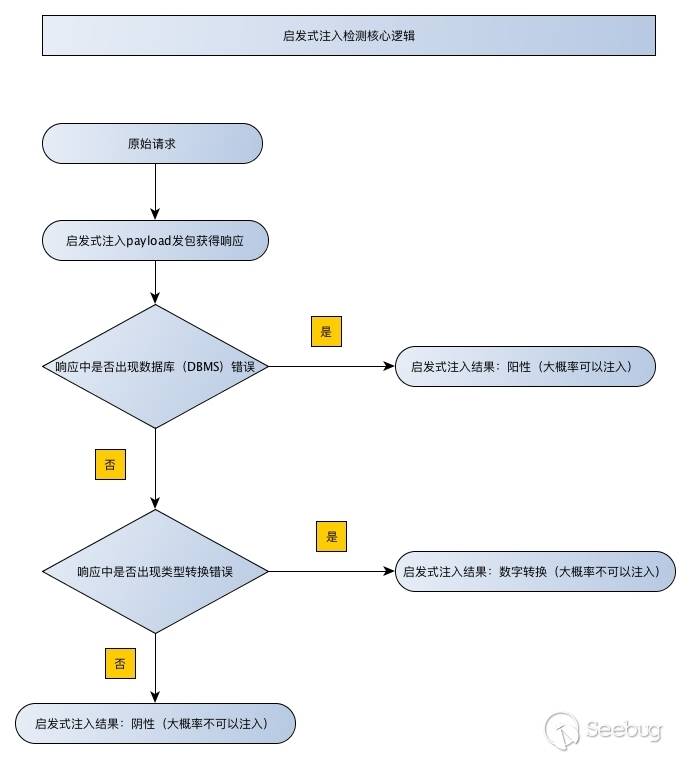 启发式注入检测核心逻辑
原始请求
启发式注入payload发包获得响应
响应中是否出现数据库（DBMS）错误
是
启发式注入结果：阳性（大概率可以注入）
否
响应中是否出现类型转换错误
是
启发式注入结果：数字转换（大概率不可以注入）
否
启发式注入结果：阴性（大概率不可以注入）
Seebug